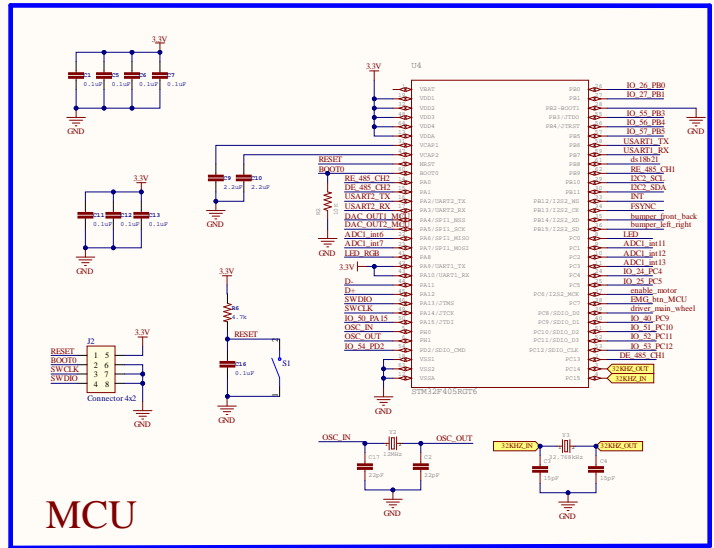 3.3V
C1 C5 C6 C7
0.1uF 0.1uF 0.1uF 0.1uF
GND
3.3V
C11 C12 C13
0.1uF 0.1uF 0.1uF
GND
J2
3.3V
RESET 1 5
BOOT0 2 6
SWCLK 3 7
SWDIO 4 8
Connector 4x2
GND
3.3V
R6
4.7k
RESET
C16
0.1uF
S1
GND
C9 C10
2.2uF 2.2uF
GND
R2
GND
U4
3.3V
VBAT
VDD1
VDD2
VDD3
VDD4
VDDA
VCAP1
VCAP2
RESET NRST
BOOT0 BOOT0
RE_485_CH2 PA0
DE_485_CH2 PA1
USART2_TX PA2/UART2_TX
USART2_RX PA3/UART2_RX
DAC_OUT1_MCU PA4/SPI1_NSS
DAC_OUT2_MCU PA5/SPI1_SCK
ADC1_int6 PA6/SPI1_MISO
ADC1_int7 PA7/SPI1_MOSI
LED_RGB PA8
3.3V PA9/UART1_TX
PA10/UART1_RX
D- PA11
D+ PA12
SWDIO PA13/JTMS
SWCLK PA14/JTCK
IO_50_PA15 PA15/JTDI
OSC_IN PH0
OSC_OUT PH1
IO_54_PD2 PD2/SDIO_CMD
VSS1
VSS2
VSSA
GND
PB0 IO_26_PB0
PB1 IO_27_PB1
PB2-BOOT1
GND
PB3/JTDO IO_55_PB3
PB4/JTRST IO_56_PB4
PB5 IO_57_PB5
PB6 USART1_TX
PB7 USART1_RX
PB8 ds18b21
PB9 RE_485_CH1
PB10 I2C2_SCL
PB11 I2C2_SDA
PB12/I2S2_WS INT
PB13/I2S2_CK FSYNC
PB14/I2S2_XD bumper_front_back
PB15/I2S2_SD bumper_left_right
PC0 LED
PC1 ADC1_int11
PC2 ADC1_int12
PC3 ADC1_int13
PC4 IO_24_PC4
PC5 IO_25_PC5
PC6/I2S2_MCK enable_motor
PC7 EMG_btn_MCU
PC8/SDIO_D0 driver_main_wheel
PC9/SDIO_D1 IO_40_PC9
PC10/SDIO_D2 IO_51_PC10
PC11/SDIO_D3 IO_52_PC11
PC12/SDIO_CLK IO_53_PC12
PC13 DE_485_CH1
PC14 32KHZ_OUT
PC15 32KHZ_IN
STM32F405RGT6
OSC_IN Y2 OSC_OUT
12MHz
C17 C2
22pF 22pF
GND
32KHZ_IN Y3 32KHZ_OUT
32.768kHz
C3 C4
15pF 15pF
GND
MCU